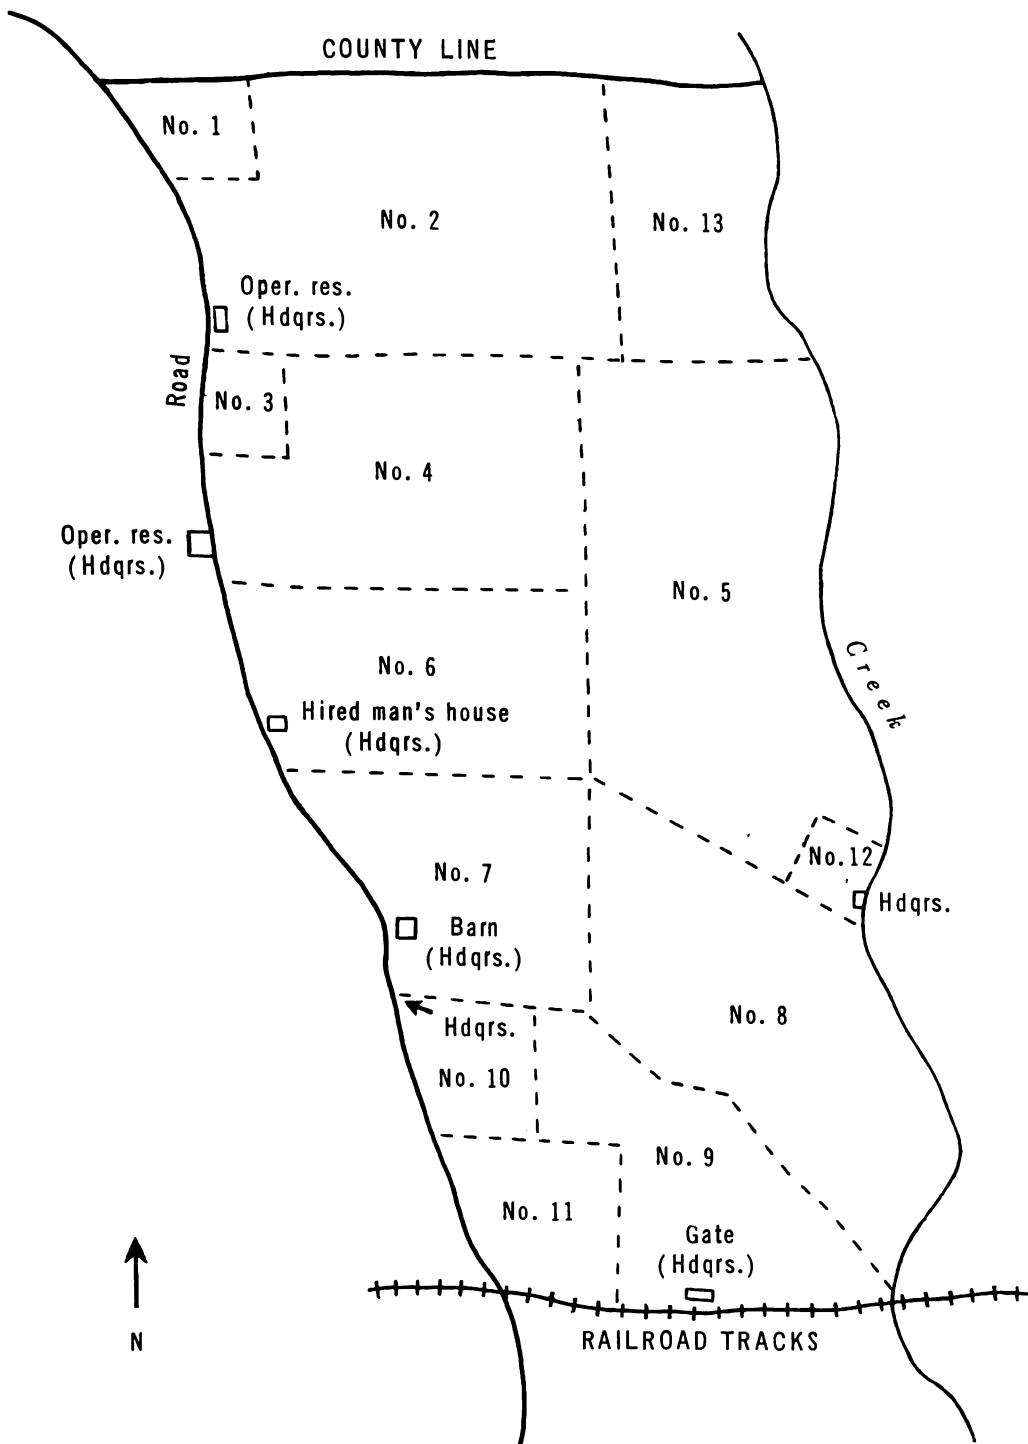 COUNTY LINE
No. 1
No. 2
No. 13
Oper. res.
(Hdqrs.)
Road
No. 3
No. 4
Oper. res.
(Hdqrs.)
No. 5
Creek
No. 6
Hired man's house
(Hdqrs.)
No. 12
No. 7
Hdqrs.
Barn
(Hdqrs.)
No. 8
Hdqrs.
No. 10
No. 9
No. 11
Gate
(Hdqrs.)
N
RAILROAD TRACKS